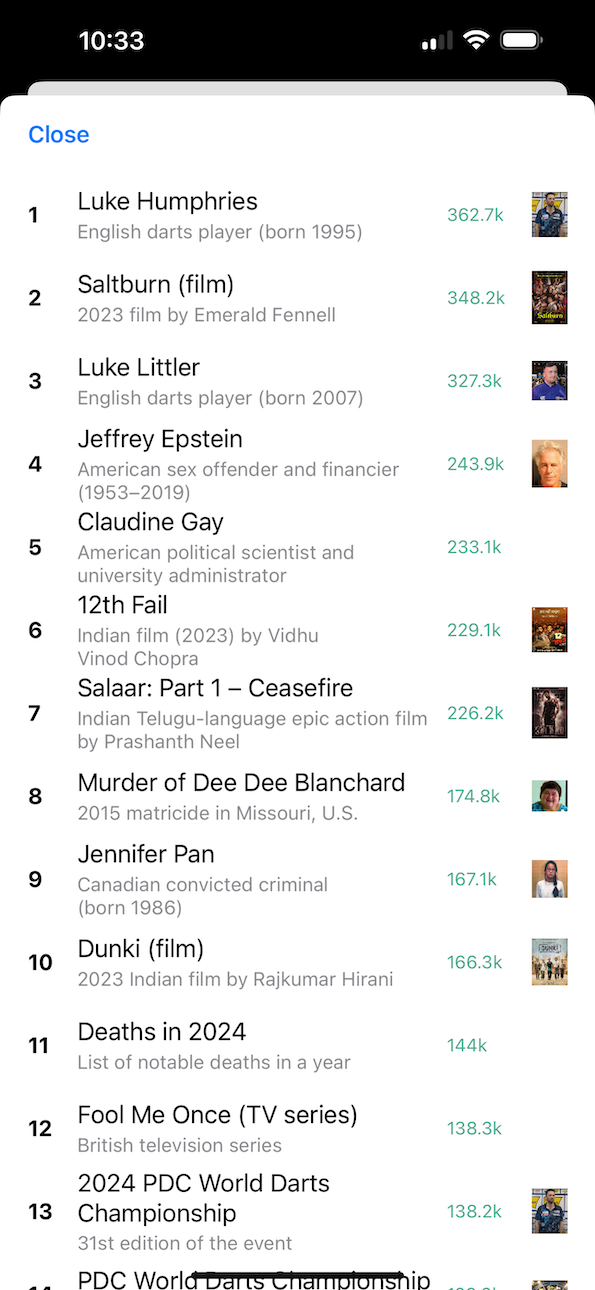 10:33
Close
1
Luke Humphries
English darts player (born 1995)
362.7k
2
Saltburn (film)
2023 film by Emerald Fennell
348.2k
Saltburn
3
Luke Littler
English darts player (born 2007)
327.3k
4
Jeffrey Epstein
American sex offender and financier
(1953–2019)
243.9k
5
Claudine Gay
American political scientist and
university administrator
233.1k
6
12th Fail
Indian film (2023) by Vidhu
Vinod Chopra
229.1k
7
Salaar: Part 1 – Ceasefire
Indian Telugu-language epic action film
by Prashanth Neel
226.2k
8
Murder of Dee Dee Blanchard
2015 matricide in Missouri, U.S.
174.8k
9
Jennifer Pan
Canadian convicted criminal
(born 1986)
167.1k
10
Dunki (film)
2023 Indian film by Rajkumar Hirani
166.3k
DUNKI
11
Deaths in 2024
List of notable deaths in a year
144k
12
Fool Me Once (TV series)
British television series
138.3k
13
2024 PDC World Darts
Championship
31st edition of the event
138.2k
PDC World Darts Championship